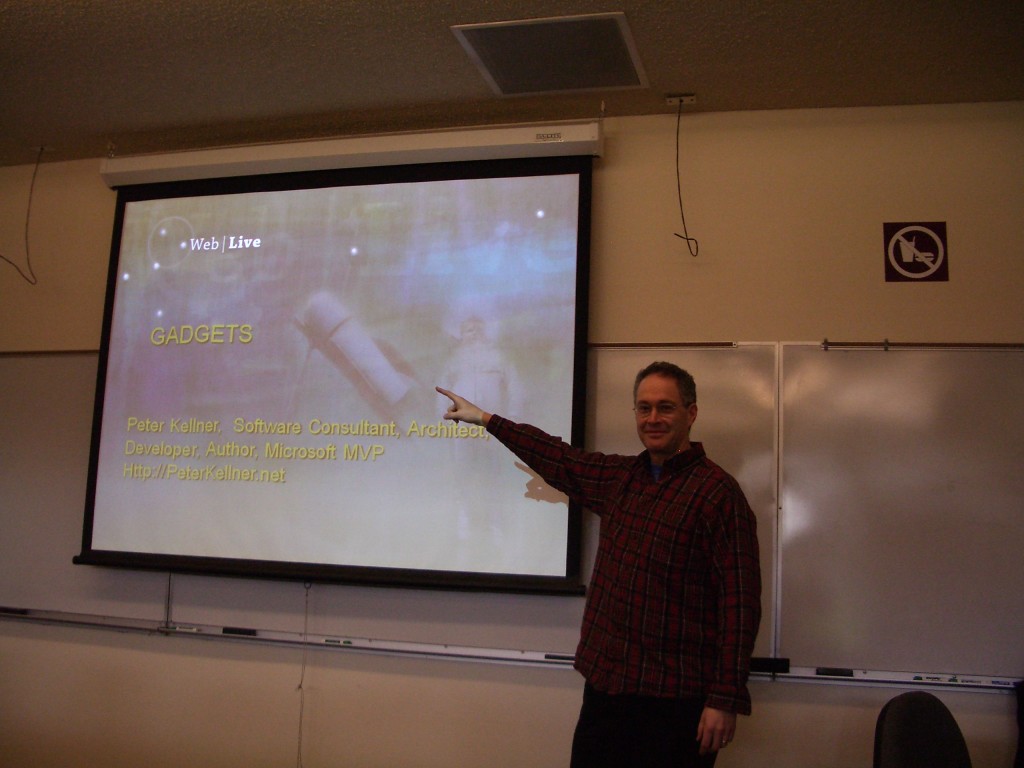 Web | Live
GADGETS
Peter Kellner, Software Consultant, Architect,
Developer, Author, Microsoft MVP
Http://PeterKellner.net